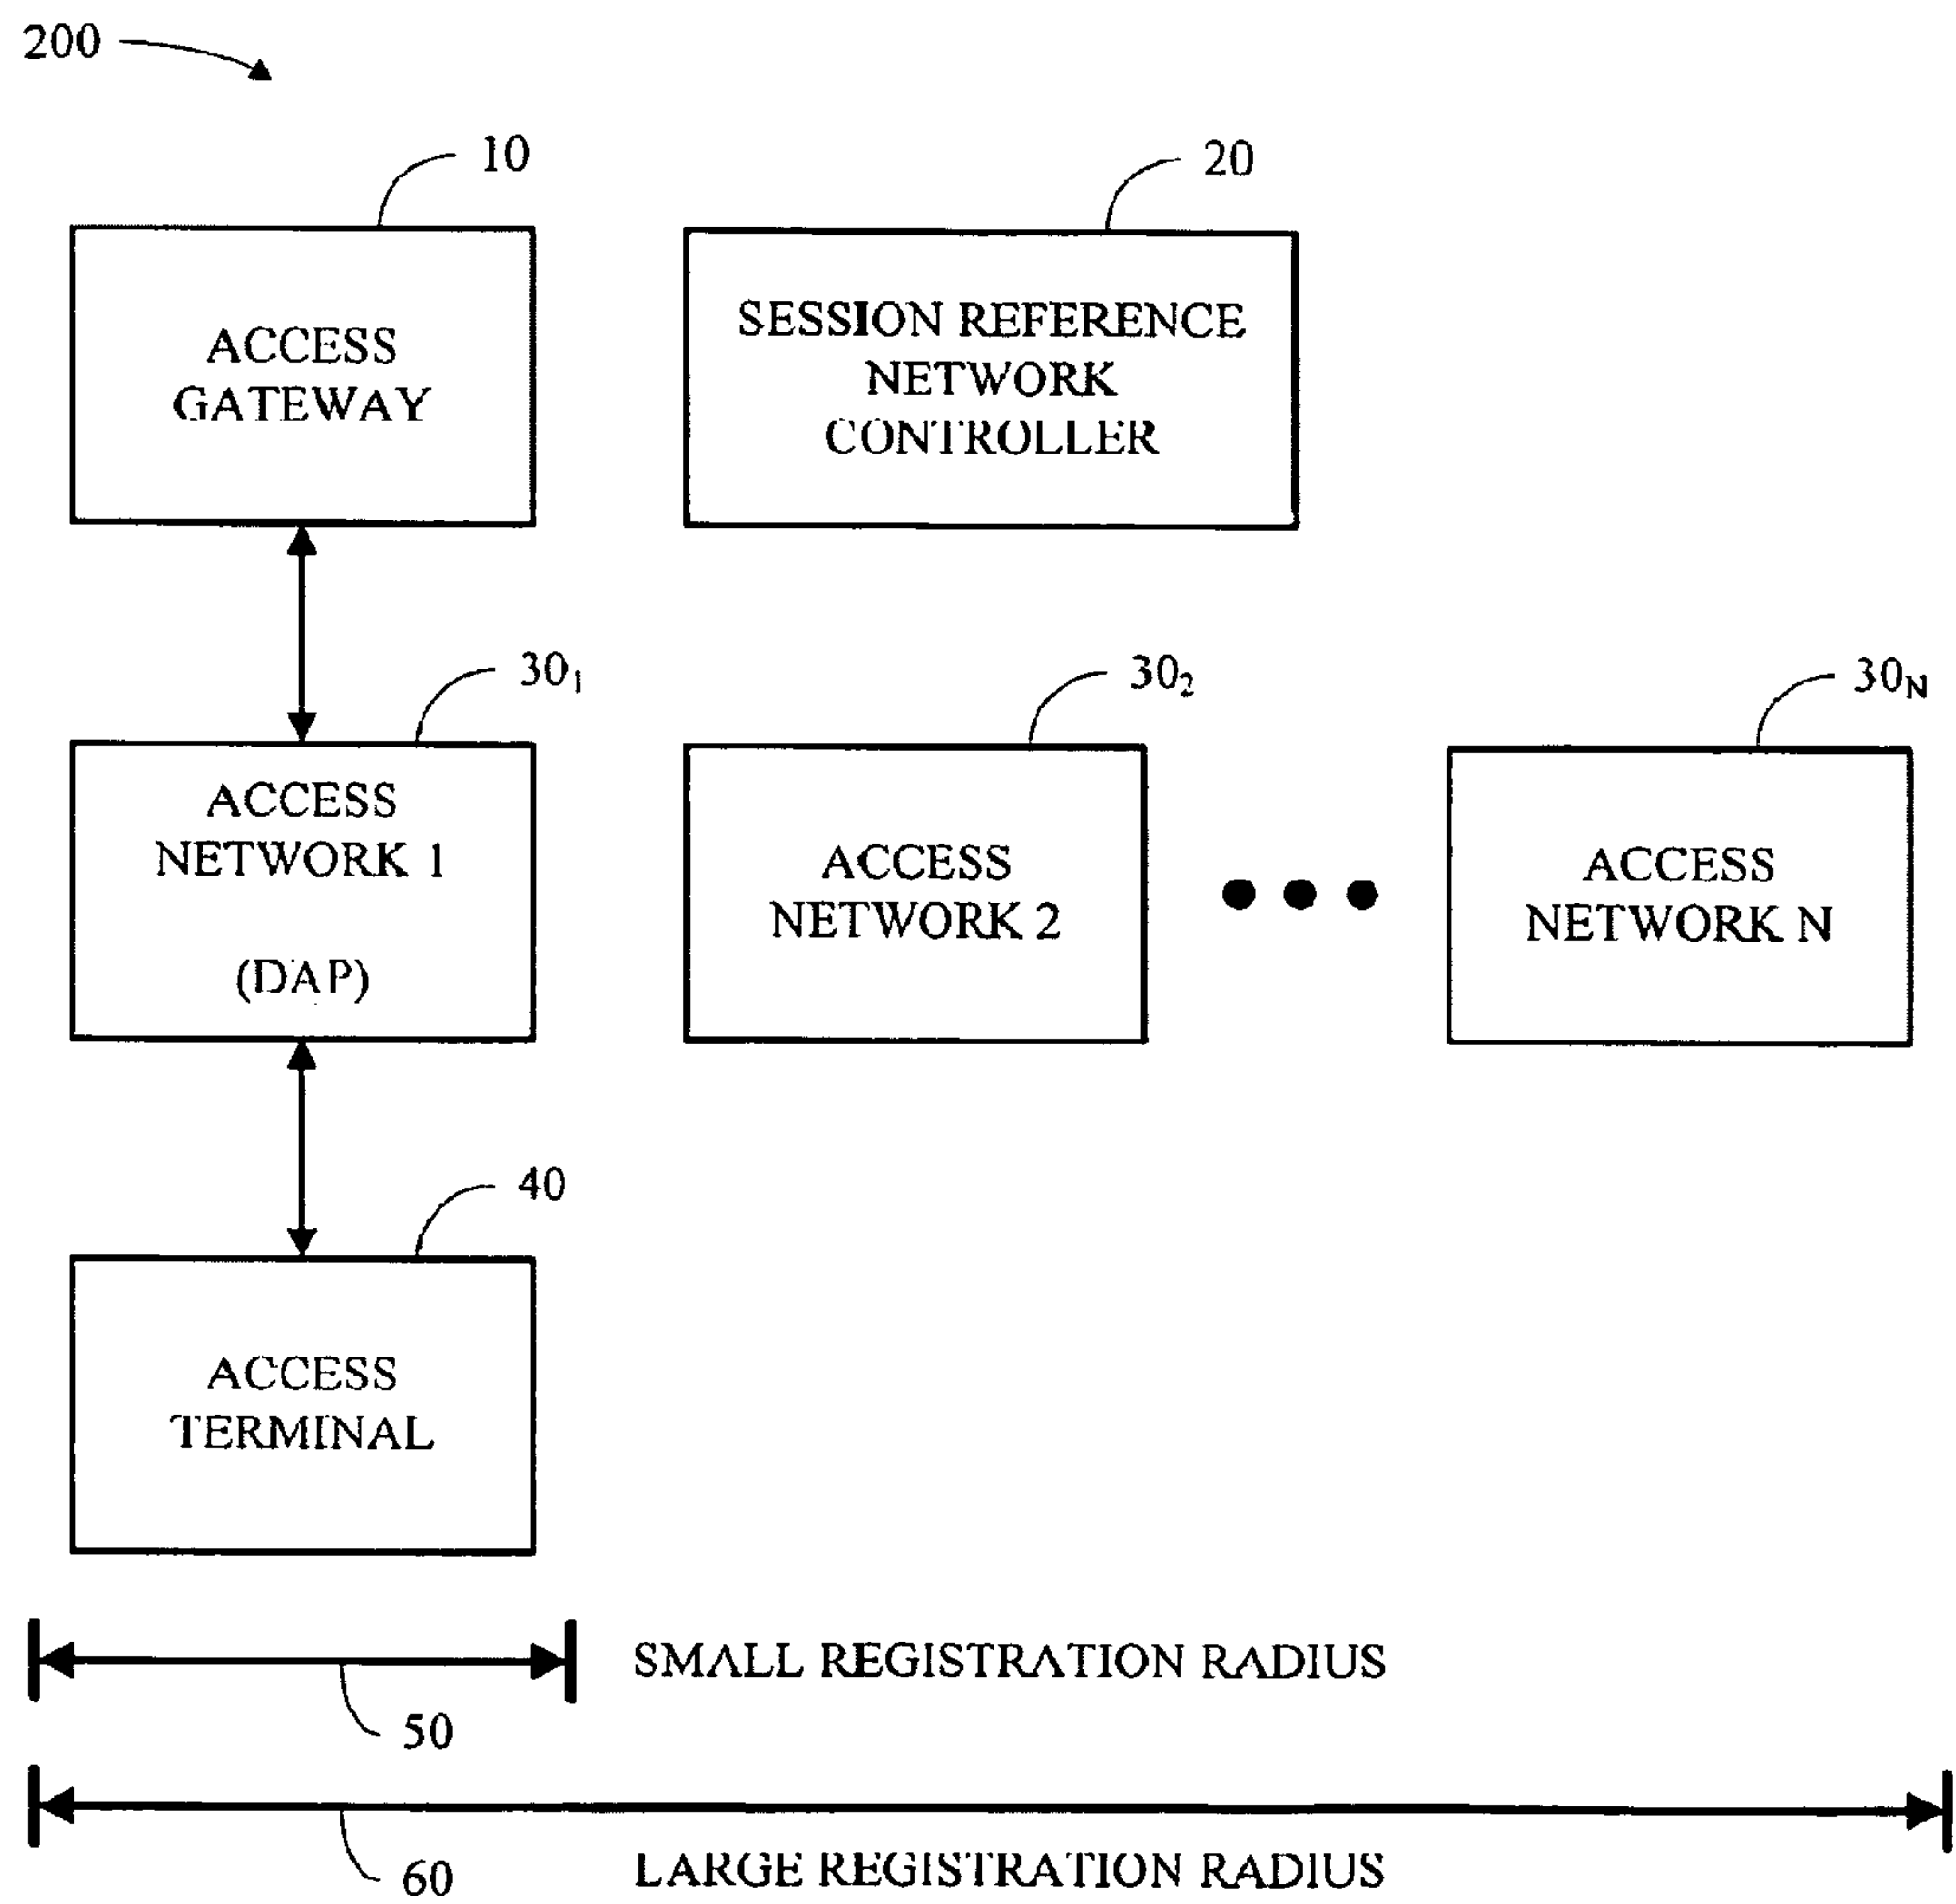 200
10
20
ACCESS
GATEWAY
SESSION REFERENCE
NETWORK
CONTROLLER
30₁
30₂
30N
ACCESS
NETWORK 1
(DAP)
ACCESS
NETWORK 2
ACCESS
NETWORK N
40
ACCESS
TERMINAL
SMALL REGISTRATION RADIUS
50
LARGE REGISTRATION RADIUS
60